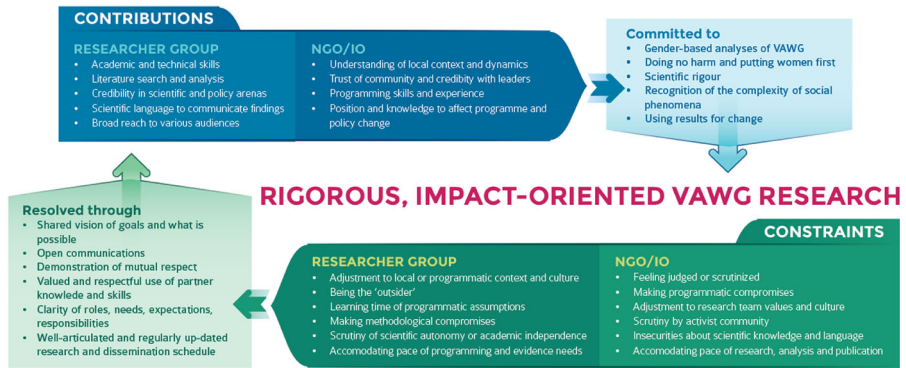 CONTRIBUTIONS
RESEARCHER GROUP
• Academic and technical skills
• Literature search and analysis
• Credibility in scientific and policy arenas
• Scientific language to communicate findings
• Broad reach to various audiences
NGO/IO
• Understanding of local context and dynamics
• Trust of community and credibity with leaders
• Programming skills and experience
• Position and knowledge to affect programme and
policy change
Committed to
• Gender-based analyses of VAWG
• Doing no harm and putting women first
• Scientific rigour
• Recognition of the complexity of social
phenomena
• Using results for change
RIGOROUS, IMPACT-ORIENTED VAWG RESEARCH
CONSTRAINTS
RESEARCHER GROUP
• Adjustment to local or programmatic context and culture
• Being the ‘outsider’
• Learning time of programmatic assumptions
• Making methodological compromises
• Scrutiny of scientific autonomy or academic independence
• Accomodating pace of programming and evidence needs
NGO/IO
• Feeling judged or scrutinized
• Making programmatic compromises
• Adjustment to research team values and culture
• Scrutiny by activist community
• Insecurities about scientific knowledge and language
• Accomodating pace of research, analysis and publication
Resolved through
• Shared vision of goals and what is
possible
• Open communications
• Demonstration of mutual respect
• Valued and respectful use of partner
knowlede and skills
• Clarity of roles, needs, expectations,
responsibilities
• Well-articulated and regularly up-dated
research and dissemination schedule